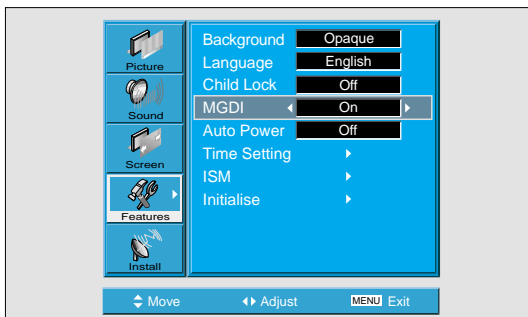 Picture
Sound
Screen
Features
Install
Background Opaque
Language English
Child Lock Off
MGDI On
Auto Power Off
Time Setting
ISM
Initialise
Move Adjust MENU Exit